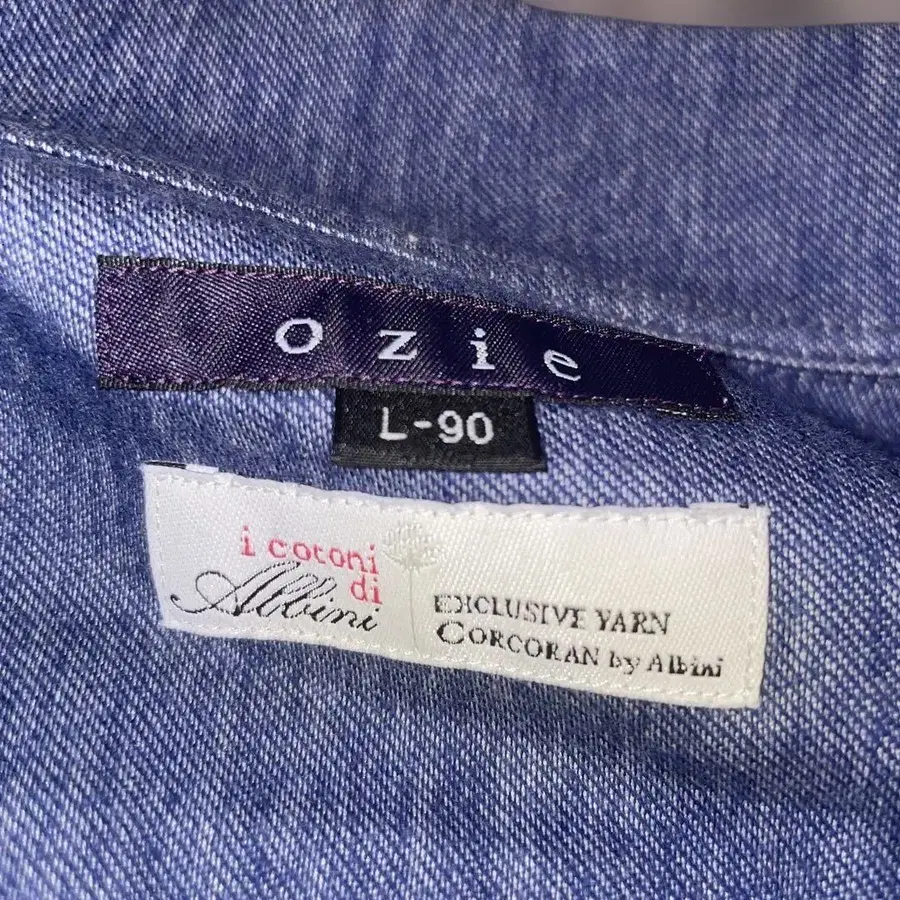 ozie
L-90
i cotoni
di
Albini
EXCLUSIVE YARN
CORCORAN by Albini